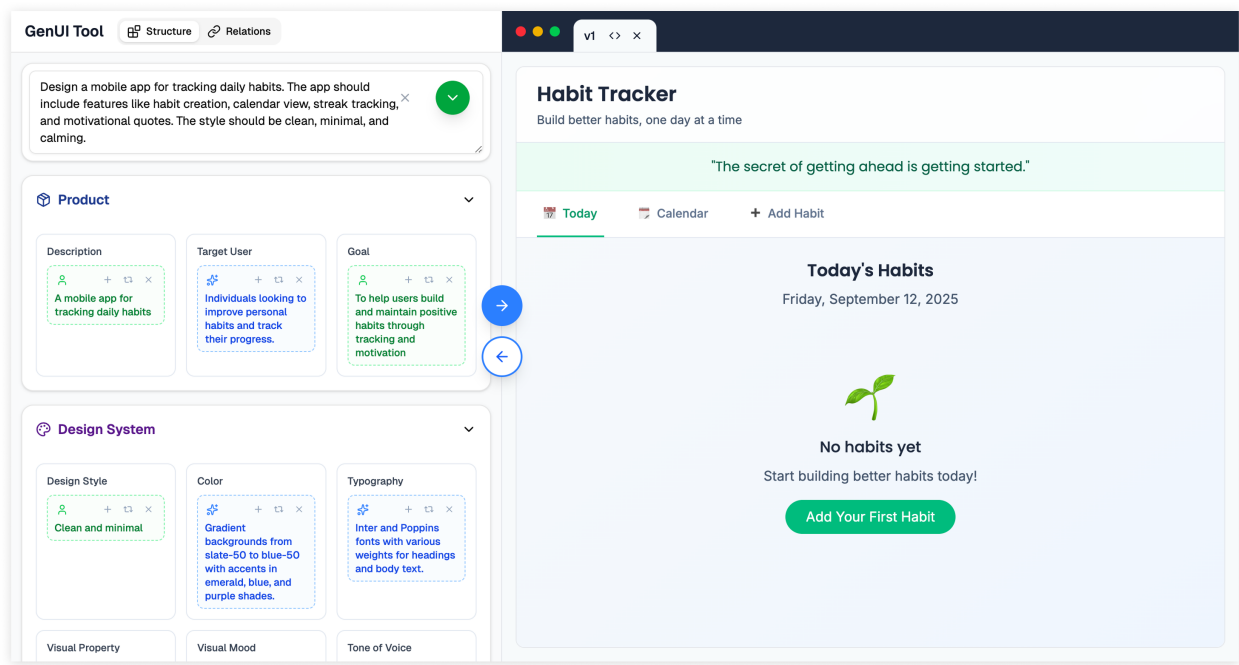 GenUI Tool
Structure
Relations
Design a mobile app for tracking daily habits. The app should
include features like habit creation, calendar view, streak tracking,
and motivational quotes. The style should be clean, minimal, and
calming.
Product
Description
A mobile app for
tracking daily habits
Target User
Individuals looking to
improve personal
habits and track
their progress.
Goal
To help users build
and maintain positive
habits through
tracking and
motivation
Design System
Design Style
Clean and minimal
Color
Gradient
backgrounds from
slate-50 to blue-50
with accents in
emerald, blue, and
purple shades.
Typography
Inter and Poppins
fonts with various
weights for headings
and body text.
Visual Property
Visual Mood
Tone of Voice
v1
Habit Tracker
Build better habits, one day at a time
"The secret of getting ahead is getting started."
Today
Calendar
Add Habit
Today's Habits
Friday, September 12, 2025
No habits yet
Start building better habits today!
Add Your First Habit